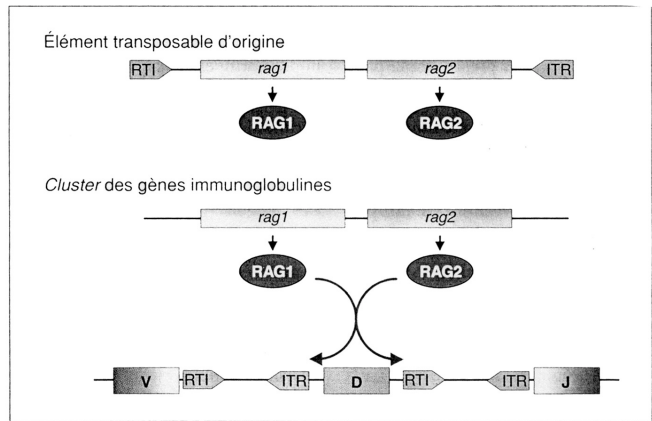 Élément transposable d'origine
RTI rag1 rag2 ITR
RAG1 RAG2
Cluster des gènes immunoglobulines
rag1 rag2
RAG1 RAG2
V RTI ITR D RTI ITR J